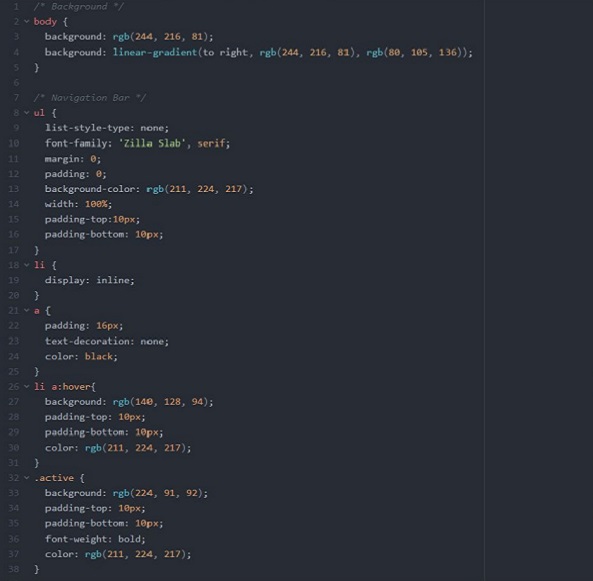 1 /* Background */
2 body {
3 background: rgb(244, 216, 81);
4 background: linear-gradient(to right, rgb(244, 216, 81), rgb(80, 105, 136));
5 }
6
7 /* Navigation Bar */
8 ul {
9 list-style-type: none;
10 font-family: 'Zilla Slab', serif;
11 margin: 0;
12 padding: 0;
13 background-color: rgb(211, 224, 217);
14 width: 100%;
15 padding-top:10px;
16 padding-bottom: 10px;
17 }
18 li {
19 display: inline;
20 }
21 a {
22 padding: 16px;
23 text-decoration: none;
24 color: black;
25 }
26 li a:hover{
27 background: rgb(140, 128, 94);
28 padding-top: 10px;
29 padding-bottom: 10px;
30 color: rgb(211, 224, 217);
31 }
32 .active {
33 background: rgb(224, 91, 92);
34 padding-top: 10px;
35 padding-bottom: 10px;
36 font-weight: bold;
37 color: rgb(211, 224, 217);
38 }